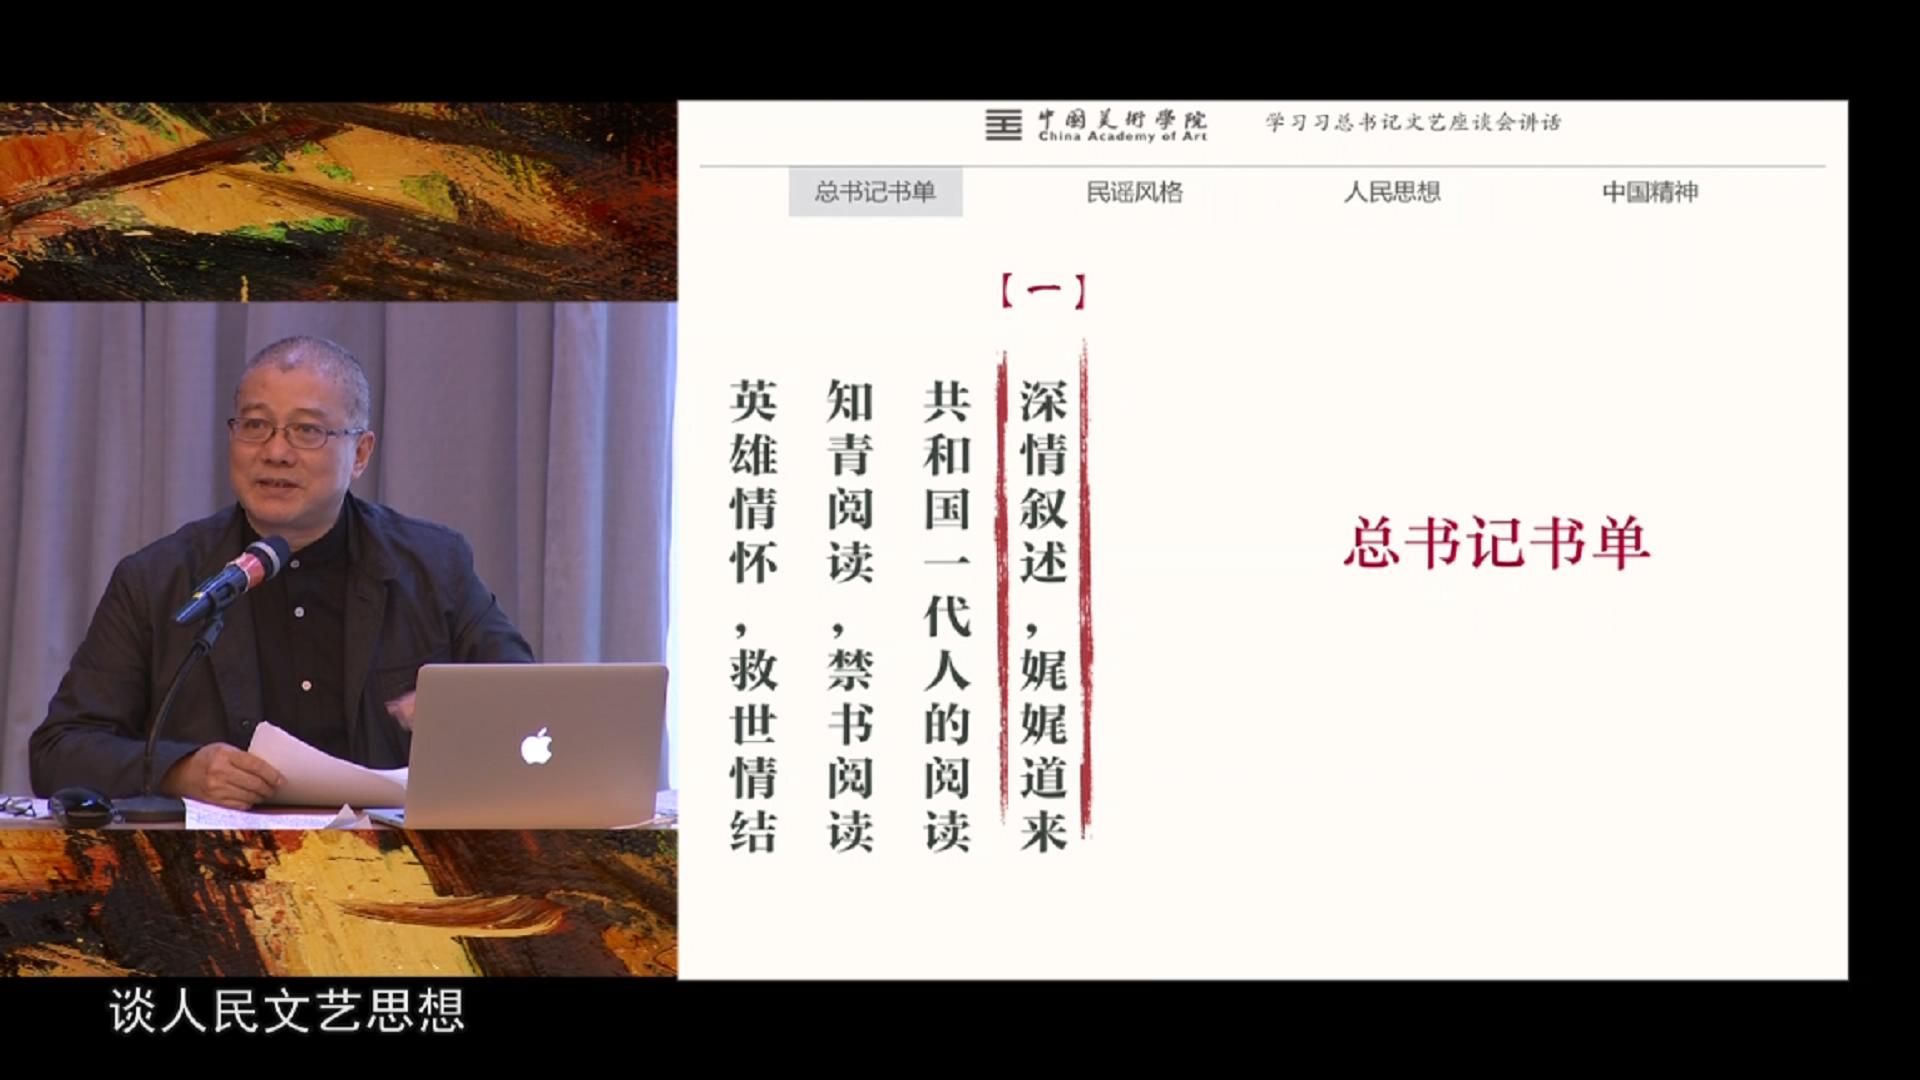 中国美術學院
China Academy of Art
学习习总书记文艺座谈会讲话
总书记书单
民谣风格
人民思想
中国精神
【一】
深情叙述，娓娓道来
共和国一代人的阅读
知青阅读，禁书阅读
英雄情怀，救世情结
总书记书单
谈人民文艺思想